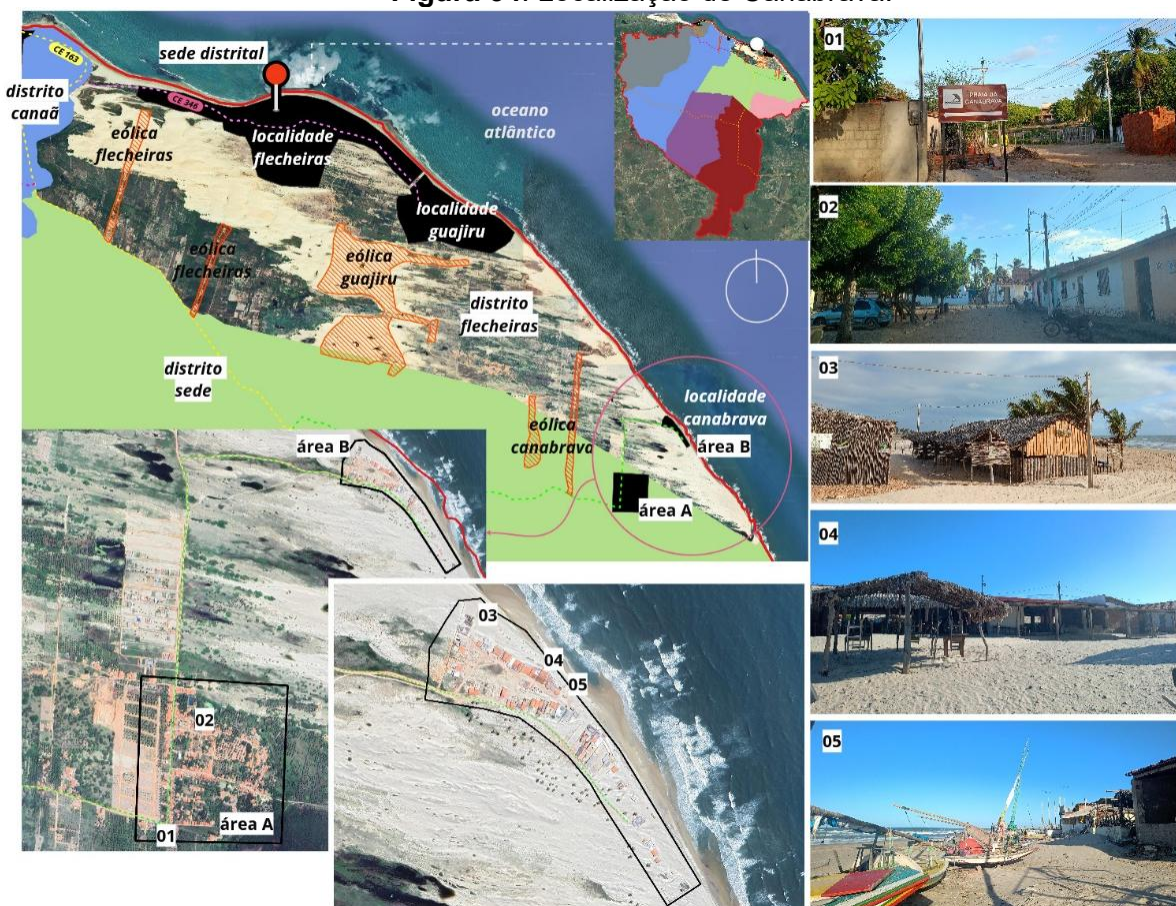 sede distrital
CE 163
distrito
canaã
CE 346
eólica
flecheiras
localidade
flecheiras
oceano
atlântico
localidade
guajiru
eólica
flecheiras
eólica
guajiru
distrito
flecheiras
distrito
sede
eólica
canabrava
localidade
canabrava
área B
área A
área B
02
01
área A
03
04
05
01
PRAIA DA
CANABRAVA
02
03
04
05